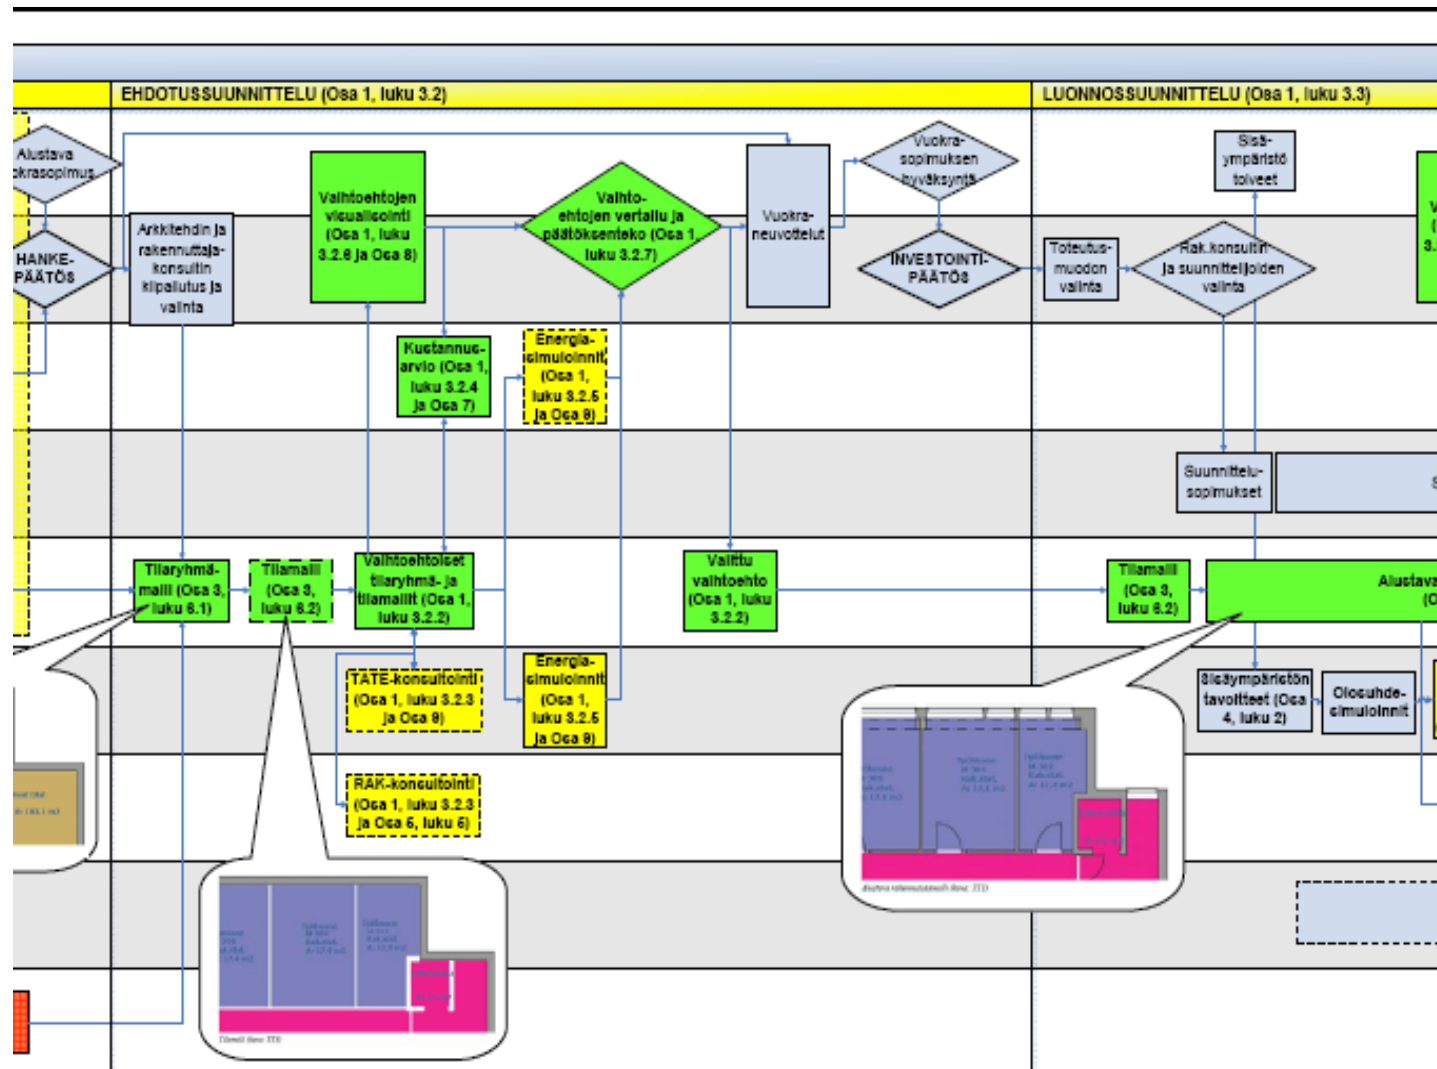 EHDOTUSSUUNNITTELU (Osa 1, luku 3.2)
LUONNOSSUUNNITTELU (Osa 1, luku 3.3)
Alustava
okrasopimus
HANKE-
PÄÄTÖS
Arkkitehdin ja
rakennuttaja-
konsultin
kilpailutus ja
valinta
Vaihtoehtojen
visualisointi
(Osa 1, luku
3.2.6 ja Osa 8)
Vaihto-
ehtojen vertailu ja
päätöksenteko (Osa 1,
luku 3.2.7)
Vuokra-
neuvottelut
Vuokra-
sopimuksen
hyväksyntä
INVESTOINTI-
PÄÄTÖS
Toteutus-
muodon
valinta
Rak.konsultin
ja suunnittelijoiden
valinta
Sisä-
ympäristö
toiveet
Kustannus-
arvio (Osa 1,
luku 3.2.4
ja Osa 7)
Energia-
simuloinnit
(Osa 1,
luku 3.2.5
ja Osa 9)
Suunnittelu-
sopimukset
Tilaryhmä-
malli (Osa 3,
luku 6.1)
Tilamalli
(Osa 3,
luku 6.2)
Vaihtoehtoiset
tilaryhmä- ja
tilamallit (Osa 1,
luku 3.2.2)
Valittu
vaihtoehto
(Osa 1, luku
3.2.2)
Tilamalli
(Osa 3,
luku 6.2)
Alustava
(O
TATE-konsultointi
(Osa 1, luku 3.2.3
ja Osa 9)
Energia-
simuloinnit
(Osa 1,
luku 3.2.5
ja Osa 9)
Sisäympäristön
tavoitteet (Osa
4, luku 2)
Olosuhde-
simuloinnit
RAK-konsultointi
(Osa 1, luku 3.2.3
ja Osa 5, luku 5)